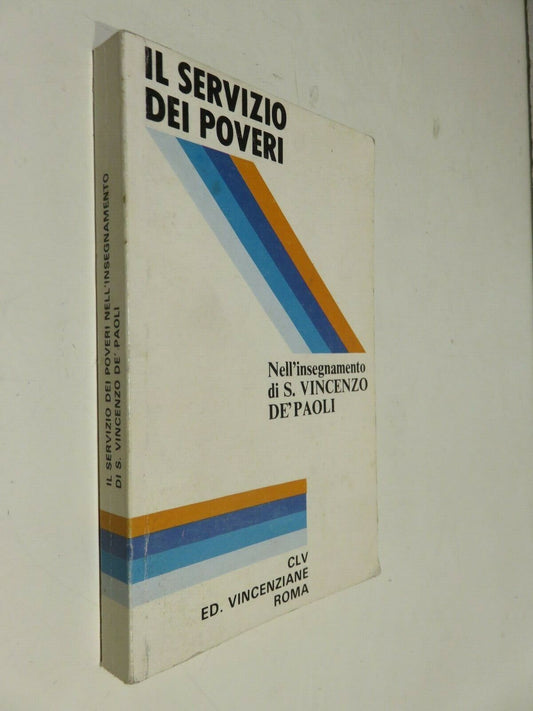 IL SERVIZIO
DEI POVERI
Nell'insegnamento
di S. VINCENZO
DE' PAOLI
CLV
ED. VINCENZIANE
ROMA
IL SERVIZIO DEI POVERI NELL'INSEGNAMENTO
DI S. VINCENZO DE' PAOLI